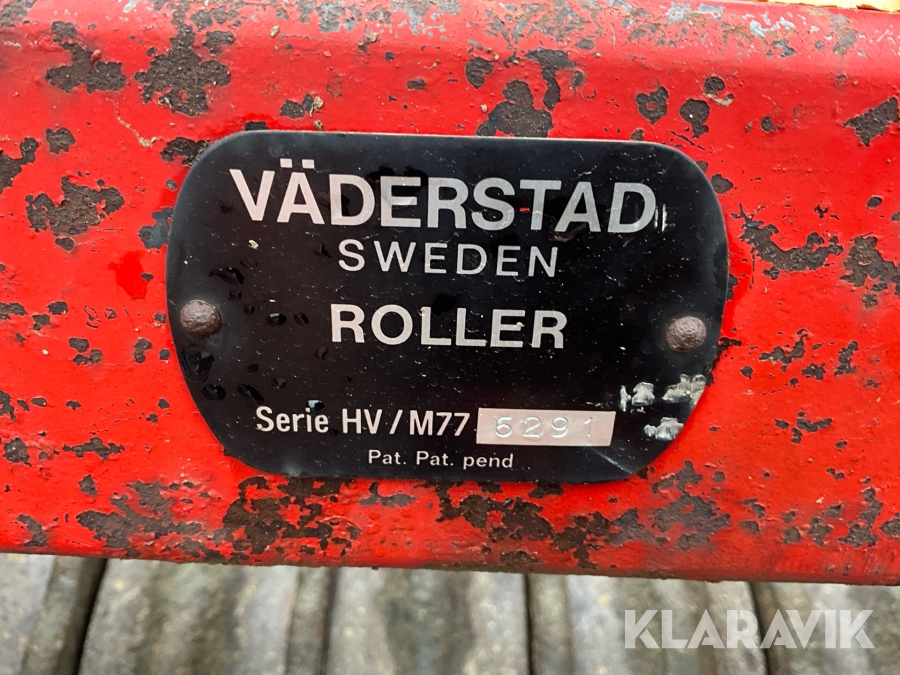 VÄDERSTAD
SWEDEN
ROLLER
Serie HV/M77 6291
Pat. Pat. pend
KLARAVIK